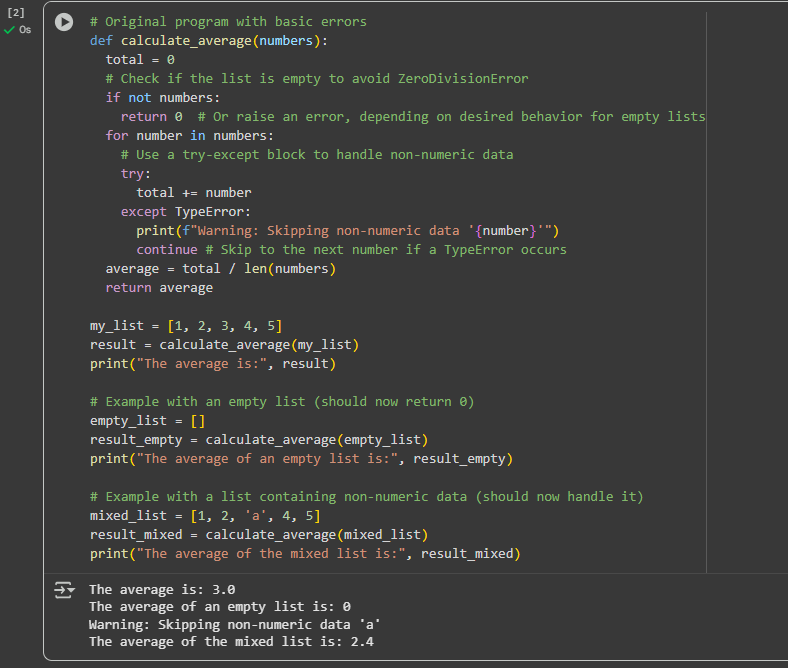 [2]
0s
# Original program with basic errors
def calculate_average(numbers):
  total = 0
  # Check if the list is empty to avoid ZeroDivisionError
  if not numbers:
    return 0  # Or raise an error, depending on desired behavior for empty lists
  for number in numbers:
    # Use a try-except block to handle non-numeric data
    try:
      total += number
    except TypeError:
      print(f"Warning: Skipping non-numeric data '{number}'")
      continue # Skip to the next number if a TypeError occurs
  average = total / len(numbers)
  return average

my_list = [1, 2, 3, 4, 5]
result = calculate_average(my_list)
print("The average is:", result)

# Example with an empty list (should now return 0)
empty_list = []
result_empty = calculate_average(empty_list)
print("The average of an empty list is:", result_empty)

# Example with a list containing non-numeric data (should now handle it)
mixed_list = [1, 2, 'a', 4, 5]
result_mixed = calculate_average(mixed_list)
print("The average of the mixed list is:", result_mixed)

The average is: 3.0
The average of an empty list is: 0
Warning: Skipping non-numeric data 'a'
The average of the mixed list is: 2.4